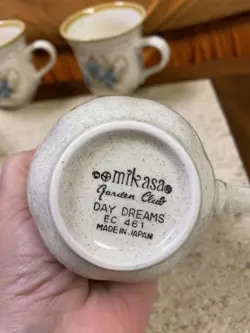 mikasa
Garden Club
DAY DREAMS
EC 461
MADE IN JAPAN